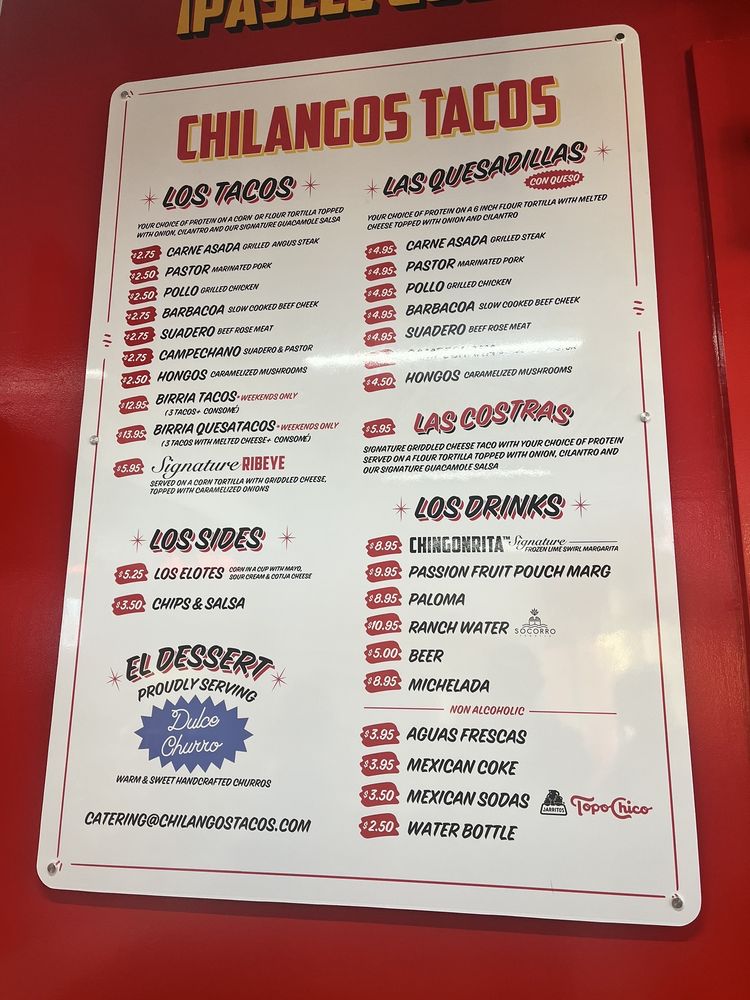 ¡PÁSELE
CHILANGOS TACOS
LOS TACOS
YOUR CHOICE OF PROTEIN ON A CORN OR FLOUR TORTILLA TOPPED
WITH ONION, CILANTRO AND OUR SIGNATURE GUACAMOLE SALSA
$2.75 CARNE ASADA GRILLED ANGUS STEAK
$2.50 PASTOR MARINATED PORK
$2.50 POLLO GRILLED CHICKEN
$2.75 BARBACOA SLOW COOKED BEEF CHEEK
$2.75 SUADERO BEEF ROSE MEAT
$2.75 CAMPECHANO SUADERO & PASTOR
$2.50 HONGOS CARAMELIZED MUSHROOMS
$12.95 BIRRIA TACOS *WEEKENDS ONLY
(3 TACOS+ CONSOMÉ)
$13.95 BIRRIA QUESATACOS *WEEKENDS ONLY
(3 TACOS WITH MELTED CHEESE+ CONSOMÉ)
$5.95 Signature RIBEYE
SERVED ON A CORN TORTILLA WITH GRIDDLED CHEESE,
TOPPED WITH CARAMELIZED ONIONS
LOS SIDES
$5.25 LOS ELOTES CORN IN A CUP WITH MAYO,
SOUR CREAM & COTIJA CHEESE
$3.50 CHIPS & SALSA
EL DESSERT
PROUDLY SERVING
Dulce
Churro
WARM & SWEET HANDCRAFTED CHURROS
CATERING@CHILANGOSTACOS.COM
LAS QUESADILLAS
CON QUESO
YOUR CHOICE OF PROTEIN ON A 6 INCH FLOUR TORTILLA WITH MELTED
CHEESE TOPPED WITH ONION AND CILANTRO
$4.95 CARNE ASADA GRILLED STEAK
$4.95 PASTOR MARINATED PORK
$4.95 POLLO GRILLED CHICKEN
$4.95 BARBACOA SLOW COOKED BEEF CHEEK
$4.95 SUADERO BEEF ROSE MEAT
$4.95
$4.50 HONGOS CARAMELIZED MUSHROOMS
$5.95 LAS COSTRAS
SIGNATURE GRIDDLED CHEESE TACO WITH YOUR CHOICE OF PROTEIN
SERVED ON A FLOUR TORTILLA TOPPED WITH ONION, CILANTRO AND
OUR SIGNATURE GUACAMOLE SALSA
LOS DRINKS
$8.95 CHINGONRITA™ Signature
FROZEN LIME SWIRL MARGARITA
$9.95 PASSION FRUIT POUCH MARG
$8.95 PALOMA
$10.95 RANCH WATER SOCORRO
$5.00 BEER
$8.95 MICHELADA
NON ALCOHOLIC
$3.95 AGUAS FRESCAS
$3.95 MEXICAN COKE
$3.50 MEXICAN SODAS JARRITOS Topo Chico
$2.50 WATER BOTTLE